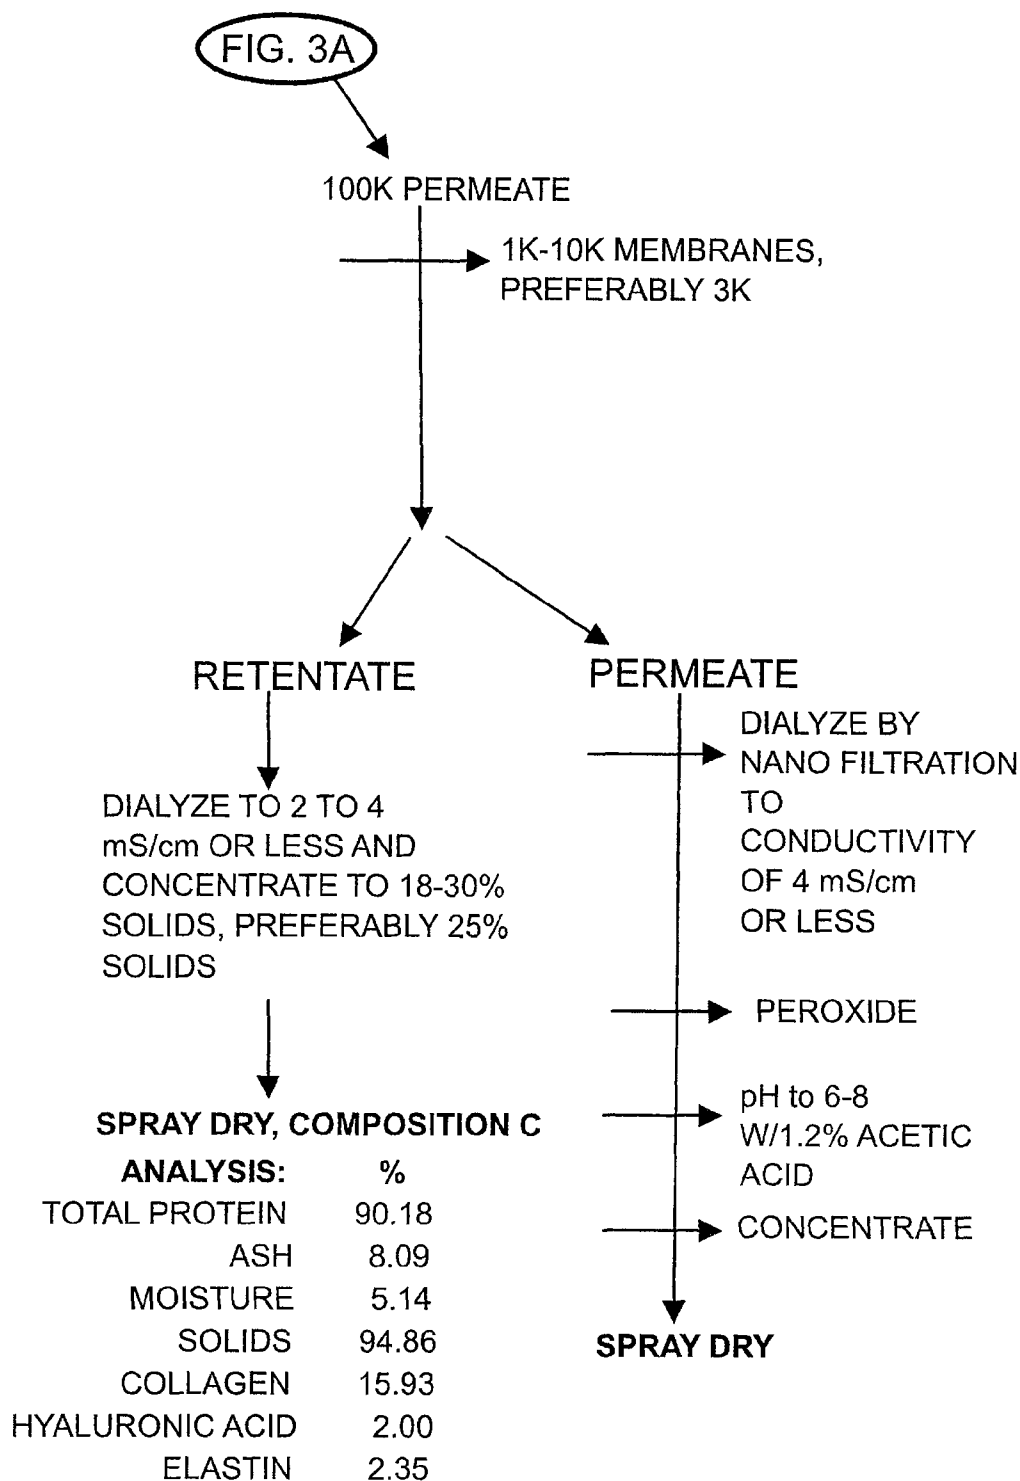 FIG. 3A
100K PERMEATE
1K-10K MEMBRANES,
PREFERABLY 3K
RETENTATE
DIALYZE TO 2 TO 4
mS/cm OR LESS AND
CONCENTRATE TO 18-30%
SOLIDS, PREFERABLY 25%
SOLIDS
SPRAY DRY, COMPOSITION C
ANALYSIS: %
TOTAL PROTEIN 90.18
ASH 8.09
MOISTURE 5.14
SOLIDS 94.86
COLLAGEN 15.93
HYALURONIC ACID 2.00
ELASTIN 2.35
PERMEATE
DIALYZE BY
NANO FILTRATION
TO
CONDUCTIVITY
OF 4 mS/cm
OR LESS
PEROXIDE
pH to 6-8
W/1.2% ACETIC
ACID
CONCENTRATE
SPRAY DRY